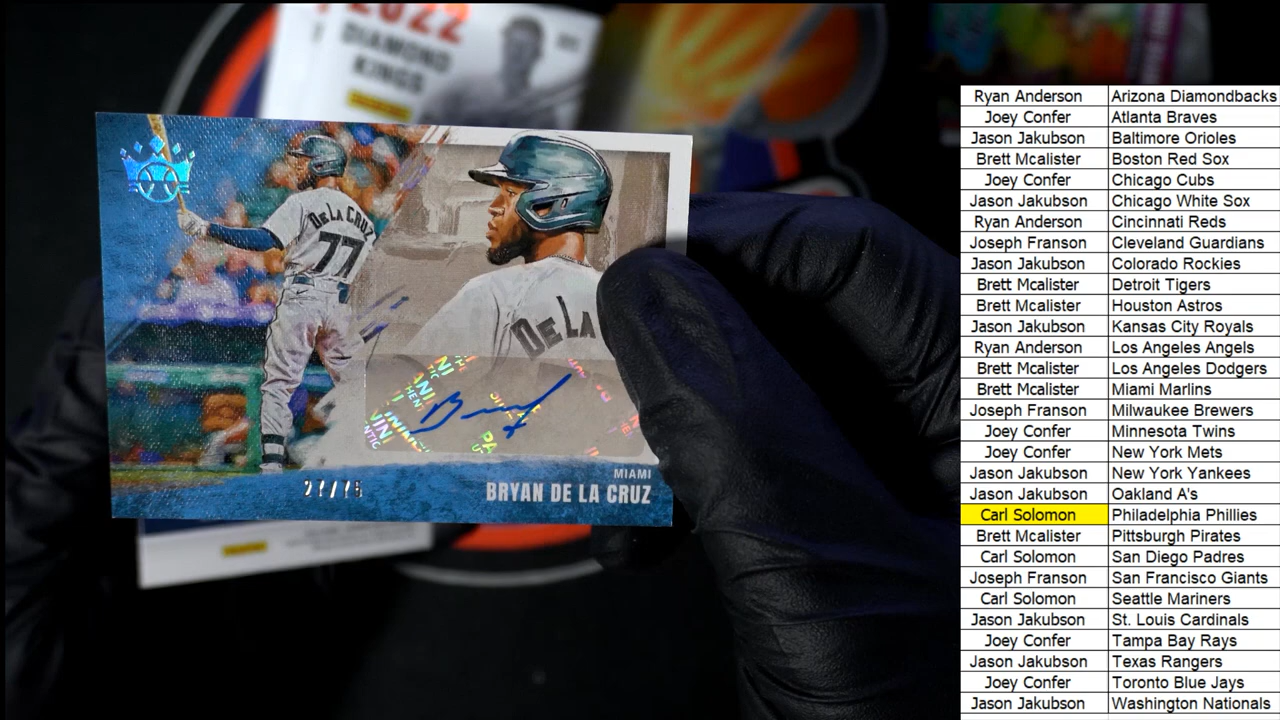 2022
DIAMOND
KINGS
DE LA CRUZ
77
DE LA
MIAMI
BRYAN DE LA CRUZ
Ryan Anderson Arizona Diamondbacks
Joey Confer Atlanta Braves
Jason Jakubson Baltimore Orioles
Brett Mcalister Boston Red Sox
Joey Confer Chicago Cubs
Jason Jakubson Chicago White Sox
Ryan Anderson Cincinnati Reds
Joseph Franson Cleveland Guardians
Jason Jakubson Colorado Rockies
Brett Mcalister Detroit Tigers
Brett Mcalister Houston Astros
Jason Jakubson Kansas City Royals
Ryan Anderson Los Angeles Angels
Brett Mcalister Los Angeles Dodgers
Brett Mcalister Miami Marlins
Joseph Franson Milwaukee Brewers
Joey Confer Minnesota Twins
Joey Confer New York Mets
Jason Jakubson New York Yankees
Jason Jakubson Oakland A's
Carl Solomon Philadelphia Phillies
Brett Mcalister Pittsburgh Pirates
Carl Solomon San Diego Padres
Joseph Franson San Francisco Giants
Carl Solomon Seattle Mariners
Jason Jakubson St. Louis Cardinals
Joey Confer Tampa Bay Rays
Jason Jakubson Texas Rangers
Joey Confer Toronto Blue Jays
Jason Jakubson Washington Nationals